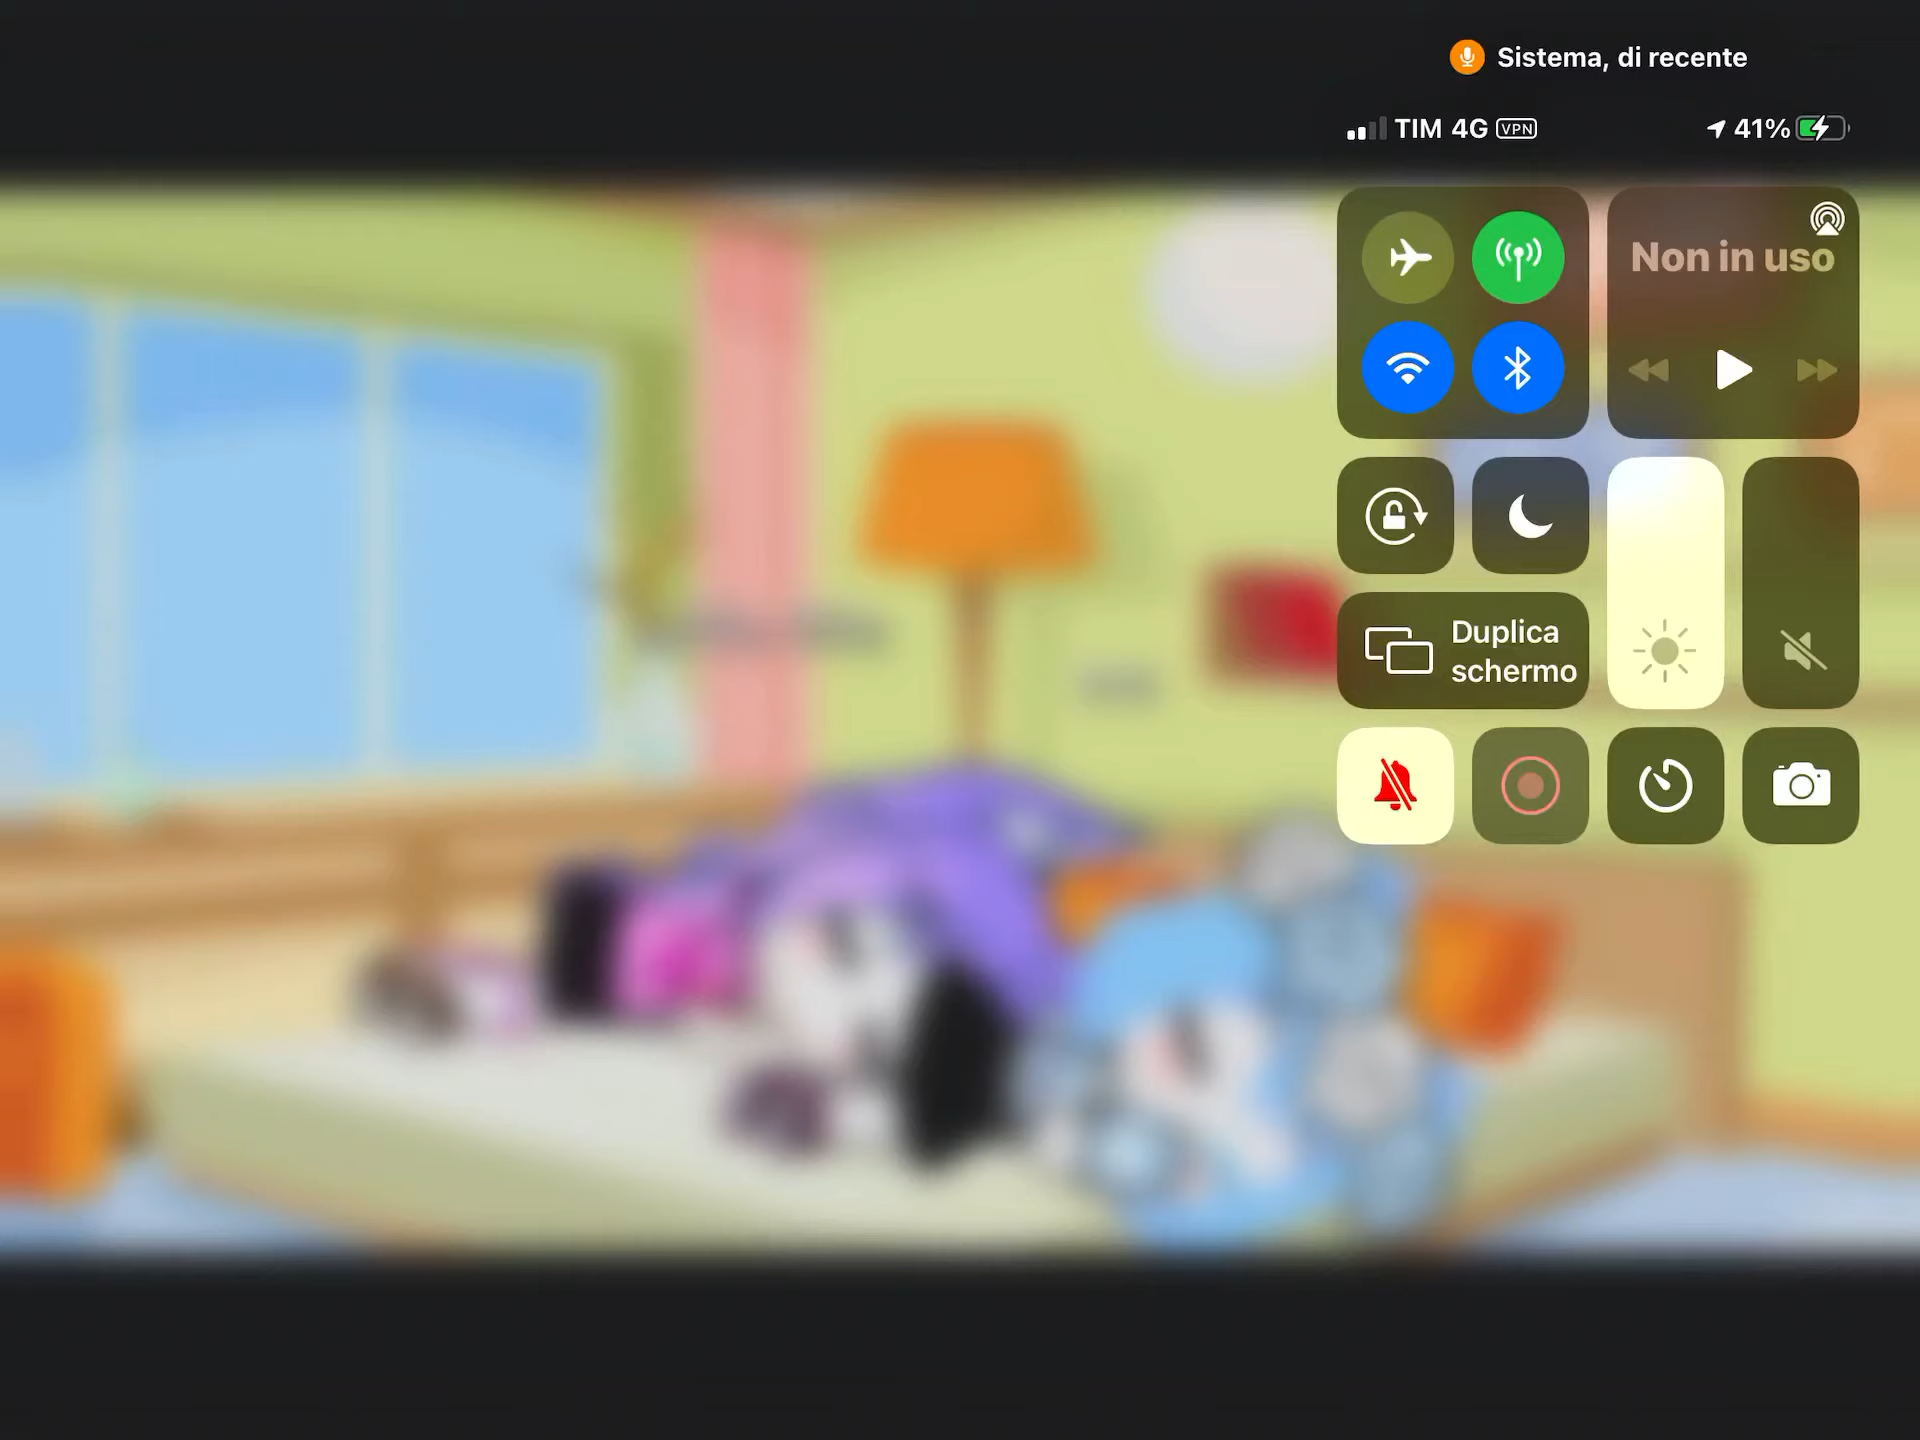 Sistema, di recente
TIM 4G VPN
41%
Non in uso
Duplica
schermo